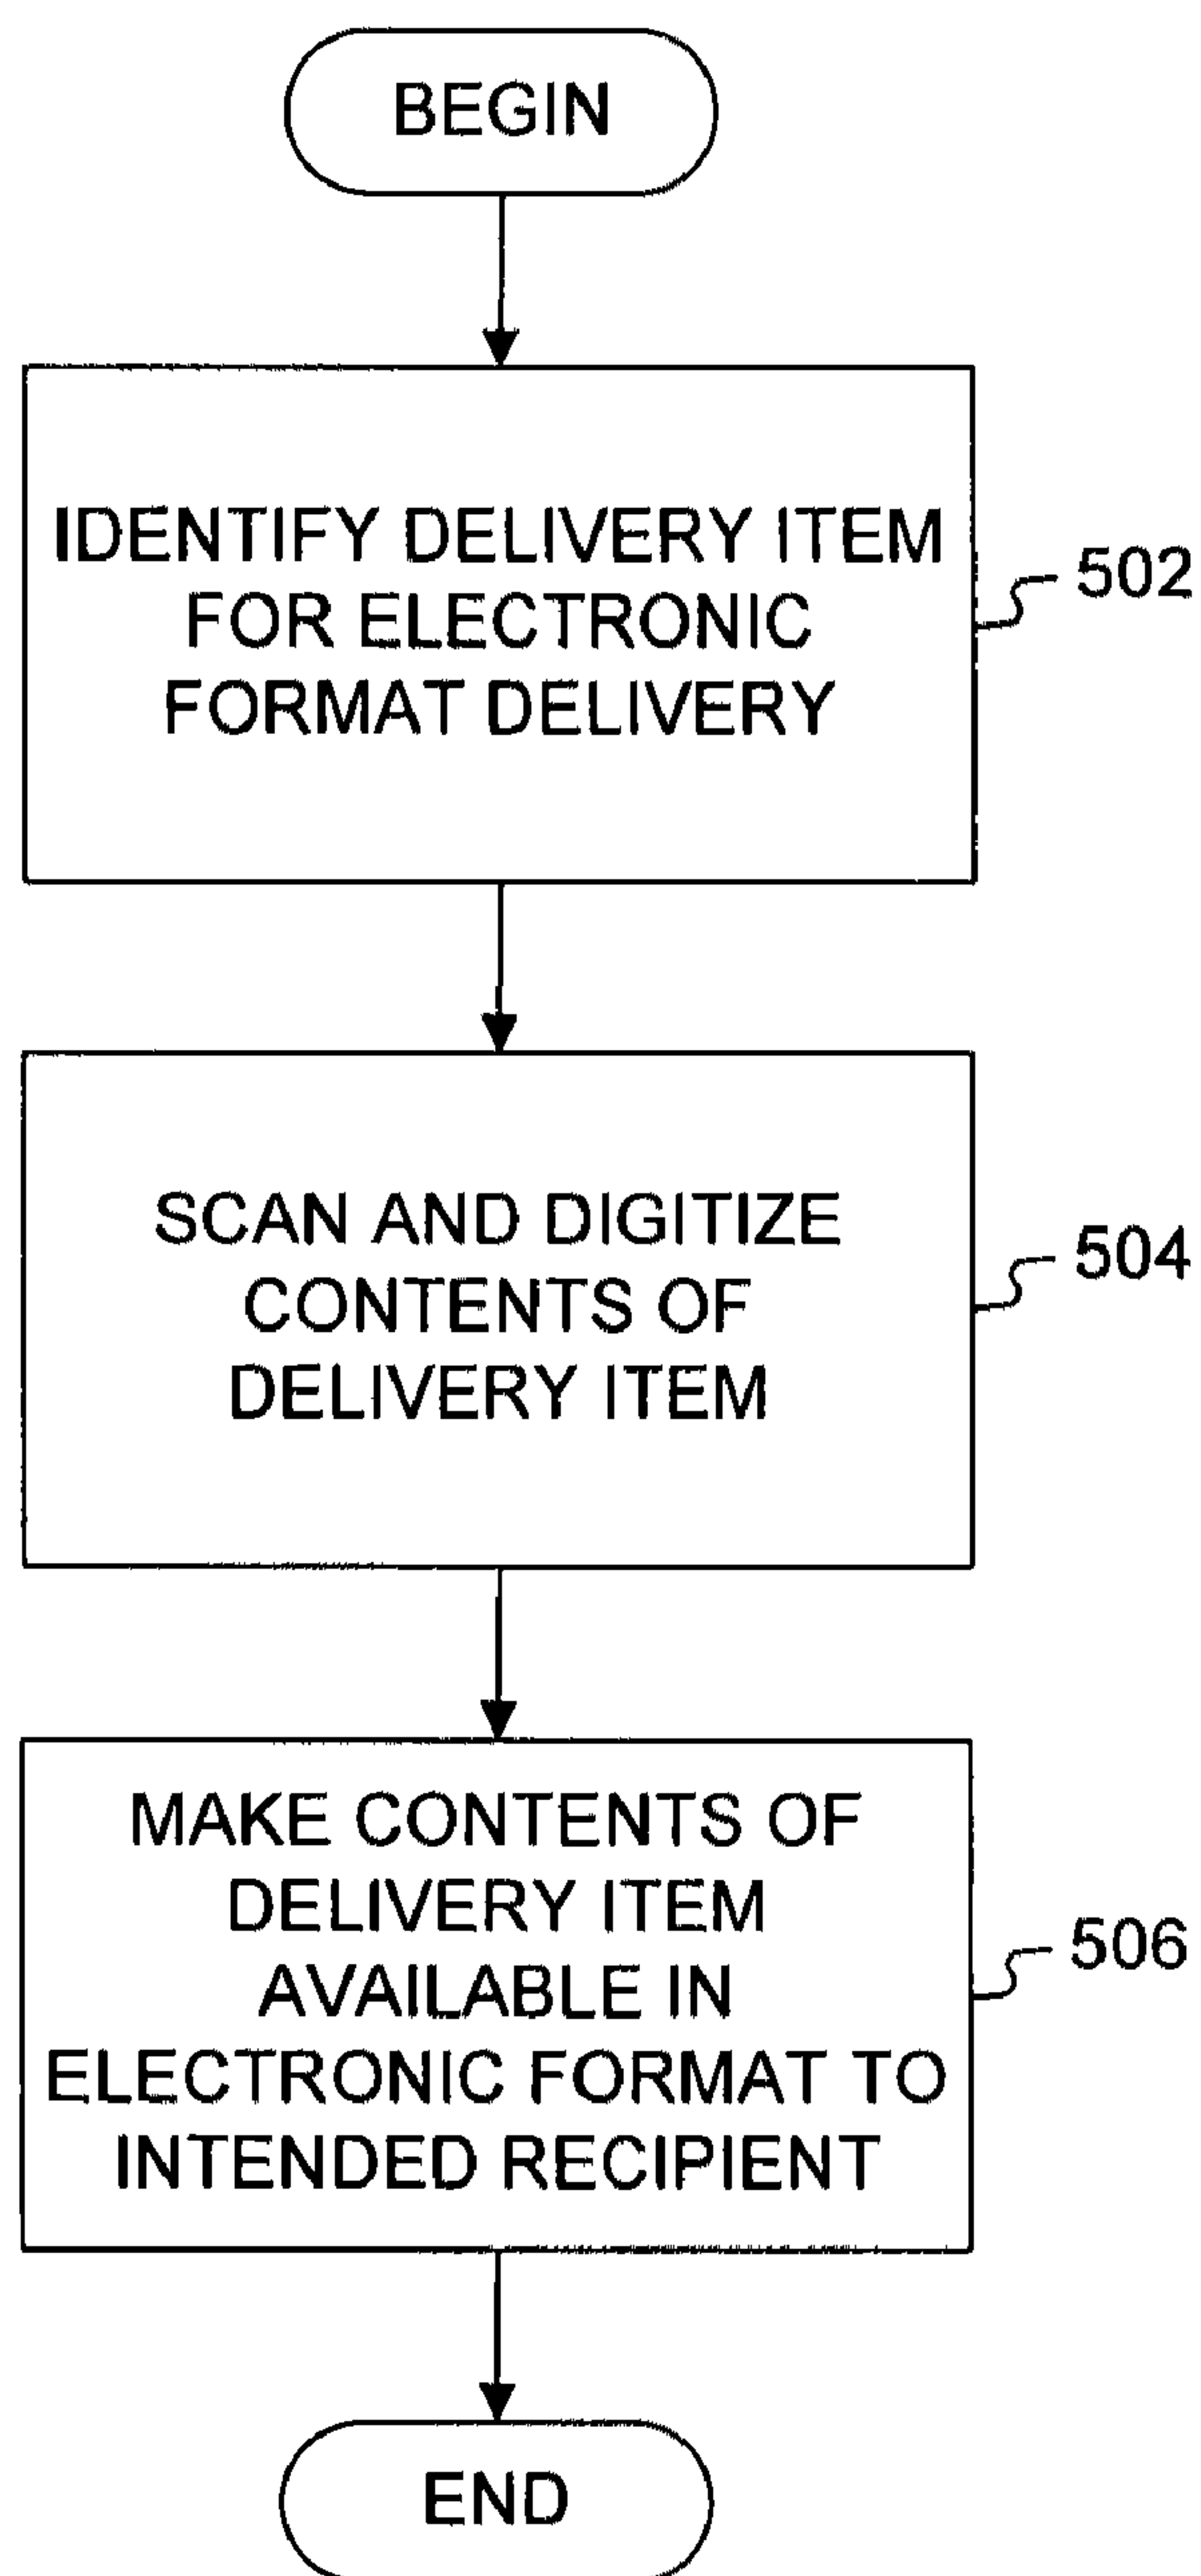 BEGIN
IDENTIFY DELIVERY ITEM
FOR ELECTRONIC
FORMAT DELIVERY
502
SCAN AND DIGITIZE
CONTENTS OF
DELIVERY ITEM
504
MAKE CONTENTS OF
DELIVERY ITEM
AVAILABLE IN
ELECTRONIC FORMAT TO
INTENDED RECIPIENT
506
END